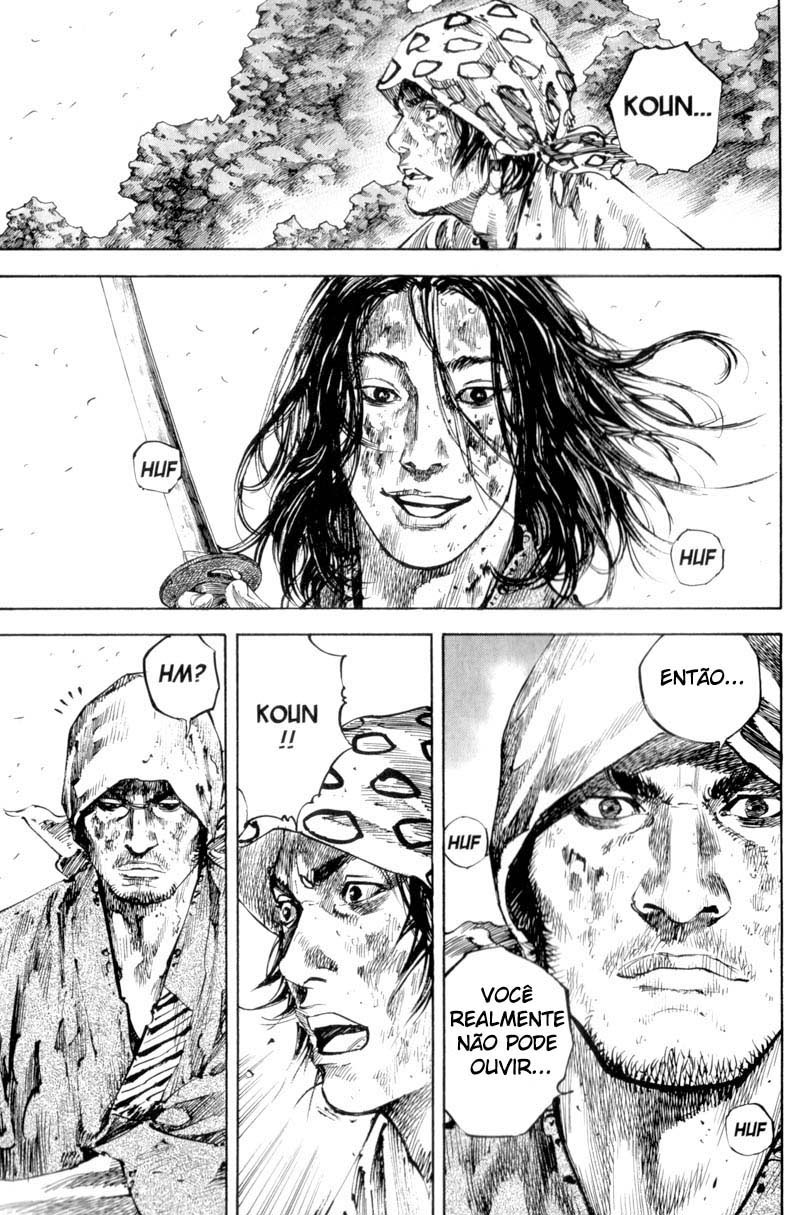 KOUN...
HUF
HUF
ENTÃO...
HUF
VOCÊ
REALMENTE
NÃO PODE
OUVIR...
HUF
KOUN
!!
HM?